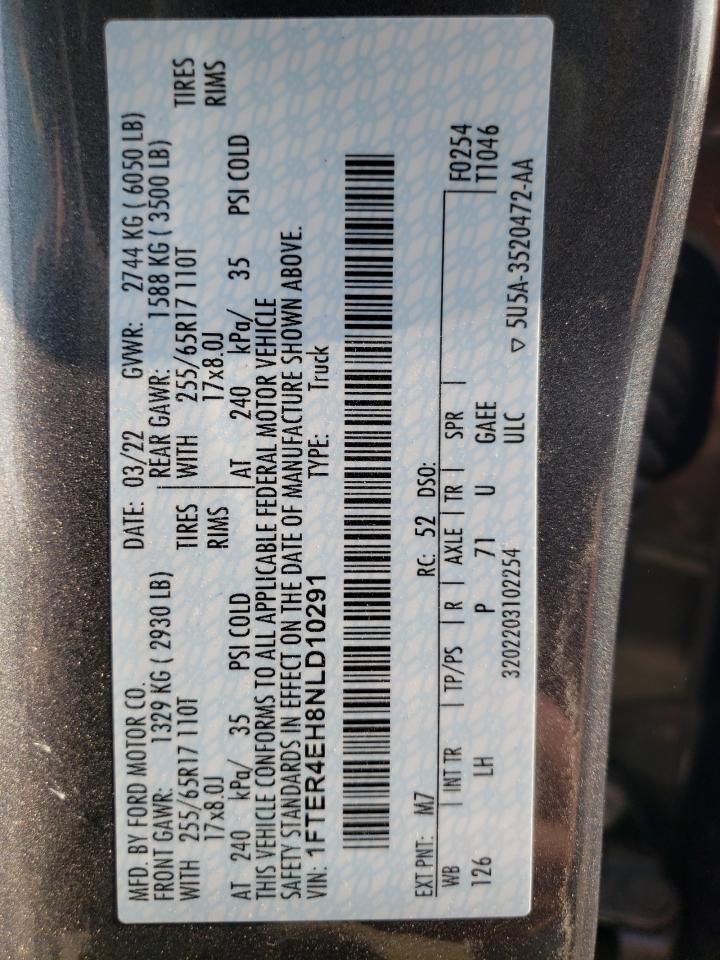 MFD. BY FORD MOTOR CO. DATE: 03/22 GVWR: 2744 KG ( 6050 LB)
FRONT GAWR: 1329 KG ( 2930 LB) REAR GAWR: 1588 KG ( 3500 LB)
WITH 255/65R17 110T TIRES WITH 255/65R17 110T TIRES
17x8.0J RIMS 17x8.0J RIMS
AT 240 kPa/ 35 PSI COLD AT 240 kPa/ 35 PSI COLD
THIS VEHICLE CONFORMS TO ALL APPLICABLE FEDERAL MOTOR VEHICLE
SAFETY STANDARDS IN EFFECT ON THE DATE OF MANUFACTURE SHOWN ABOVE.
VIN: 1FTER4EH8NLD10291 TYPE: Truck
EXT PNT: M7 RC: 52 DSO:
WB INT TR TP/PS R AXLE TR SPR F0254
126 LH P 71 U GAEE T1046
3202203102254 ULC ▽ 5U5A-3520472-AA